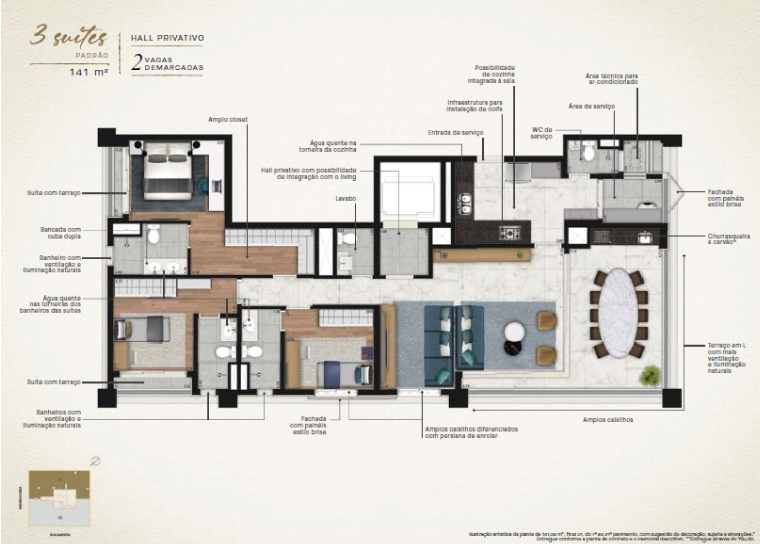 3 suítes
PADRÃO
141 m²
HALL PRIVATIVO
2 VAGAS
DEMARCADAS
Possibilidade
de cozinha
integrada à sala
Área técnica para
ar-condicionado
Infraestrutura para
instalação de coifa
Área de serviço
Amplo closet
Água quente na
torneira de cozinha
Entrada de serviço
WC de
serviço
Hall privativo com possibilidade
de integração com o living
Suíte com terraço
Lavabo
Fachada
com painéis
estilo brise
Bancada com
cuba dupla
Churrasqueira
a carvão*
Banheiro com
ventilação e
iluminação naturais
Água quente
nas torneiras dos
banheiros das suítes
Terraço em L
com mais
ventilação
e iluminação
naturais
Suíte com terraço
Banheiros com
ventilação e
iluminação naturais
Fachada
com painéis
estilo brise
Amplos caixilhos diferenciados
com persiana de enrolar
Amplos caixilhos